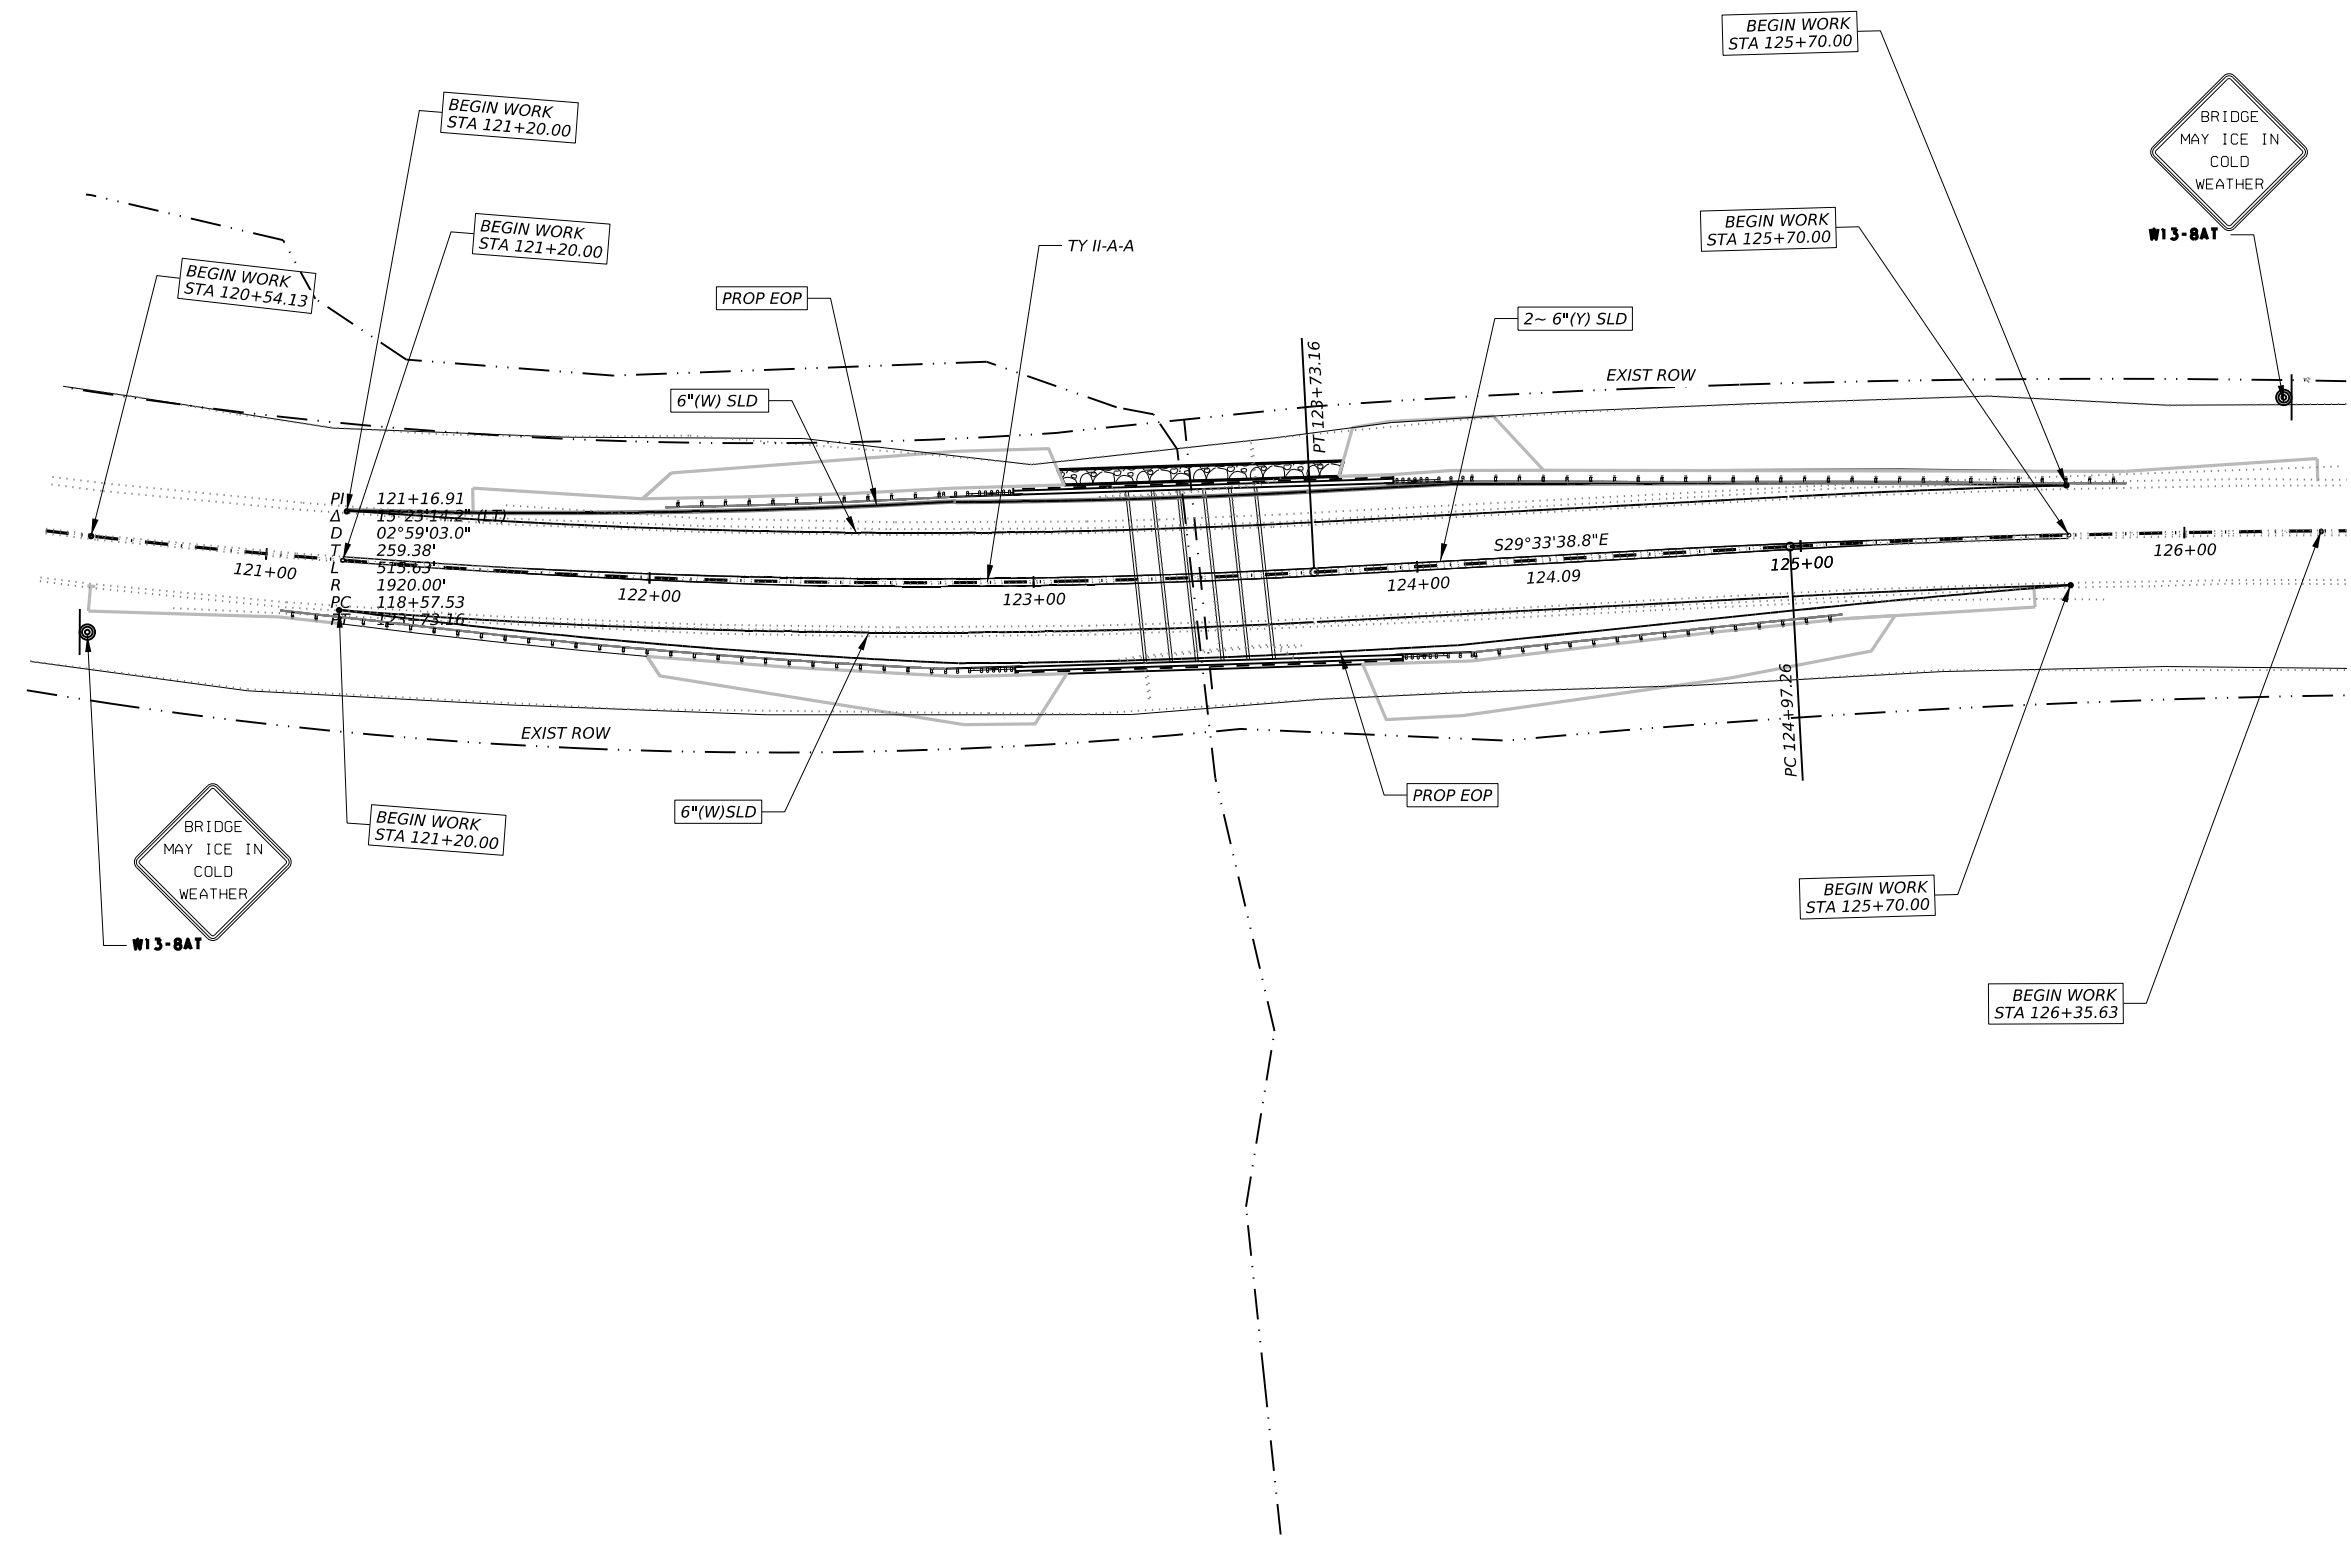 BEGIN WORK
STA 125+70.00
BEGIN WORK
STA 121+20.00
BRIDGE
MAY ICE IN
COLD
WEATHER
W13-8AT
BEGIN WORK
STA 121+20.00
BEGIN WORK
STA 125+70.00
TY II-A-A
BEGIN WORK
STA 120+54.13
PROP EOP
2~ 6"(Y) SLD
6"(W) SLD
PT 123+73.16
EXIST ROW
PI 121+16.91
Δ 15°23'14.2" (LT)
D 02°59'03.0"
T 259.38'
L 515.63'
R 1920.00'
PC 118+57.53
PT 123+73.16
121+00
122+00
123+00
124+00
S29°33'38.8"E
124.09
125+00
126+00
PC 124+97.26
EXIST ROW
6"(W)SLD
PROP EOP
BEGIN WORK
STA 121+20.00
BRIDGE
MAY ICE IN
COLD
WEATHER
W13-8AT
BEGIN WORK
STA 125+70.00
BEGIN WORK
STA 126+35.63